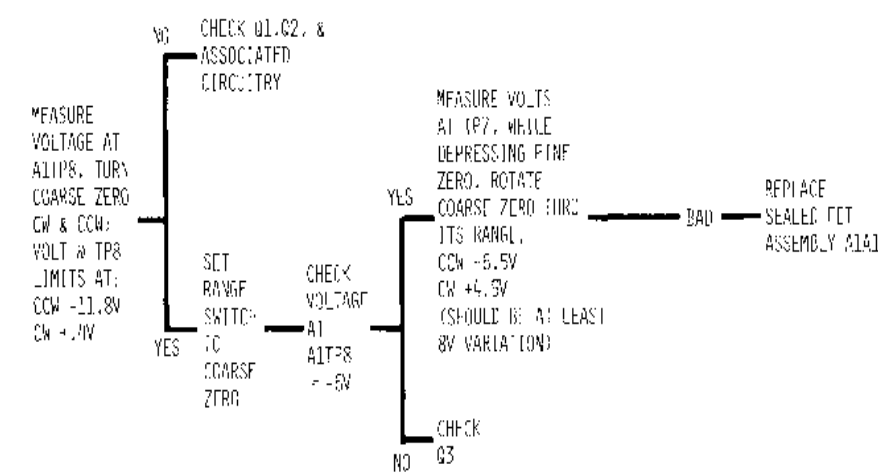 NO
CHECK Q1,Q2, &
ASSOCIATED
CIRCUITRY
MEASURE
VOLTAGE AT
A1TP8, TURN
COARSE ZERO
CW & CCW;
VOLT @ TP8
LIMITS AT:
CCW -11.8V
CW
YES
SET
RANGE
SWITCH
TO
COARSE
ZERO
CHECK
VOLTAGE
AT
A1TP8
= -6V
YES
MEASURE VOLTS
AT TP7, WHILE
DEPRESSING FINE
ZERO, ROTATE
COARSE ZERO THRU
ITS RANGE,
CCW -6.5V
CW
(SHOULD BE AT LEAST
8V VARIATION)
BAD
REPLACE
SEALED FET
ASSEMBLY A1A1
NO
CHECK
Q3